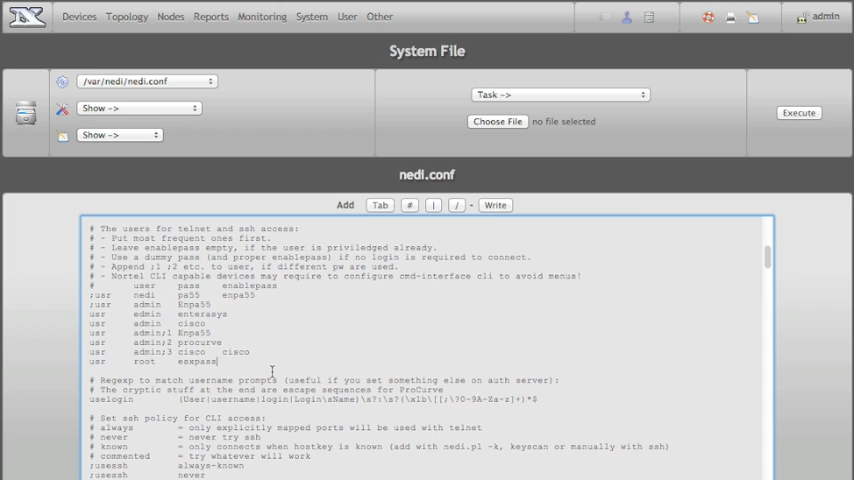 Devices Topology Nodes Reports Monitoring System User Other admin
System File
/var/nedi/nedi.conf
Show ->
Show ->
Task ->
Choose File no file selected
Execute
nedi.conf
Add Tab # | / - Write
# The users for telnet and ssh access:
# - Put most frequent ones first.
# - Leave enablepass empty, if the user is priviledged already.
# - Use a dummy pass (and proper enablepass) if no login is required to connect.
# - Append ;1 ;2 etc. to user, if different pw are used.
# - Nortel CLI capable devices may require to configure cmd-interface cli to avoid menus!
# user pass enablepass
;usr nedi pa55 enpa55
usr admin Enpa55
usr edmin enterasys
usr admin cisco
usr admin;1 Enpa55
usr admin;2 procurve
usr admin;3 cisco cisco
usr root esxpass
# Regexp to match username prompts (useful if you set something else on auth server):
# The cryptic stuff at the end are escape sequences for ProCurve
uselogin (User|username|login|Login\sName)\s?:\s?(\x1b\[[;\?0-9A-Za-z]+)*$
# Set ssh policy for CLI access:
# always = only explicitly mapped ports will be used with telnet
# never = never try ssh
# known = only connects when hostkey is known (add with nedi.pl -k, keyscan or manually with ssh)
# commented = try whatever will work
;usessh always-known
;usessh never